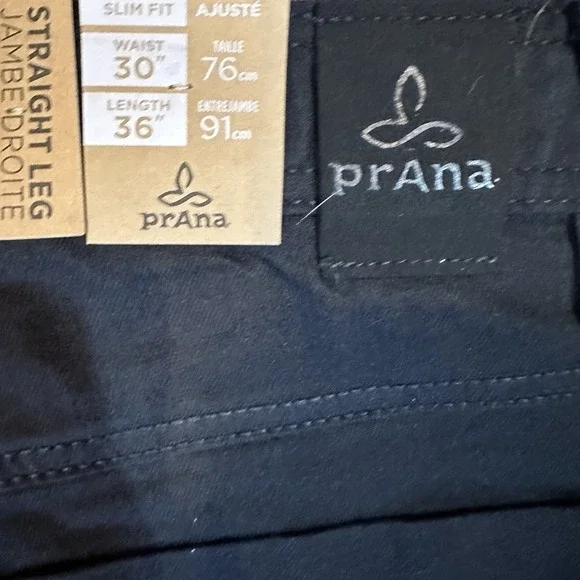 STRAIGHT LEG
JAMBE DROITE
SLIM FIT AJUSTÉ
WAIST TAILLE
30" 76cm
LENGTH ENTREJAMBE
36" 91cm
prAna
prAna